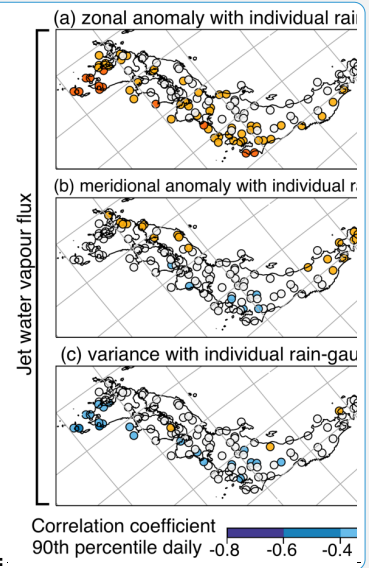 (a) zonal anomaly with individual rai
(b) meridional anomaly with individual r
(c) variance with individual rain-gau
Jet water vapour flux
Correlation coefficient
90th percentile daily -0.8 -0.6 -0.4